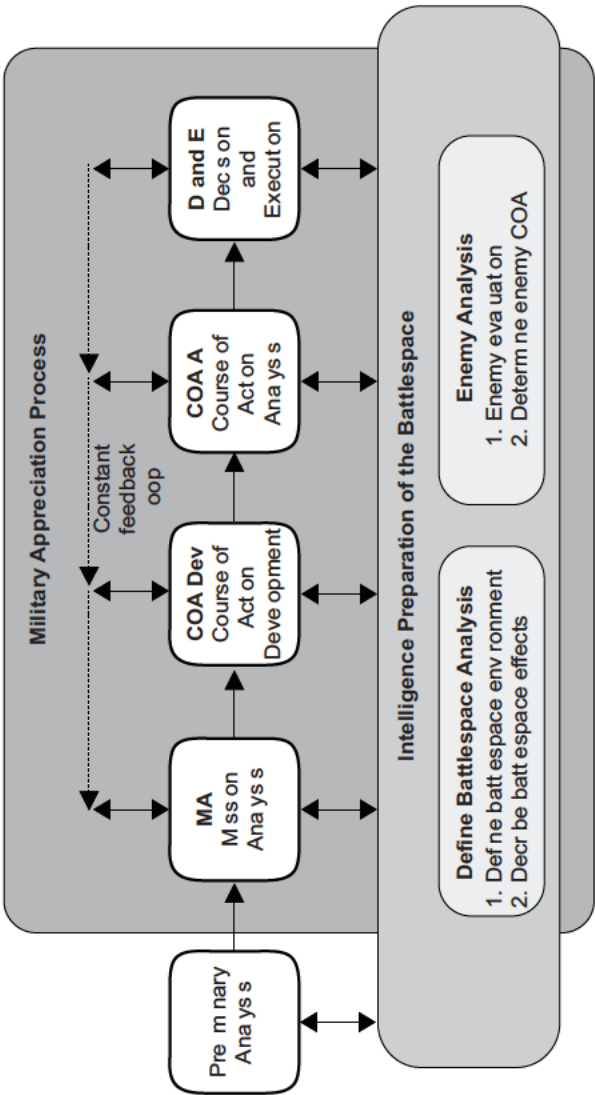 Military Appreciation Process
Constant
feedback
oop
Pre m nary
Ana ys s
MA
M ss on
Ana ys s
COA Dev
Course of
Act on
Deve opment
COA A
Course of
Act on
Ana ys s
D and E
Dec s on
and
Execut on
Intelligence Preparation of the Battlespace
Define Battlespace Analysis
1. Def ne batt espace env ronment
2. Decr be batt espace effects
Enemy Analysis
1. Enemy eva uat on
2. Determ ne enemy COA